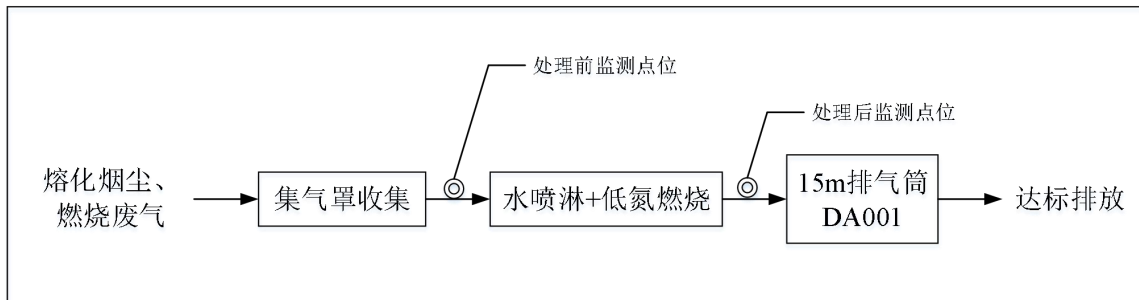 处理前监测点位
处理后监测点位
熔化烟尘、
燃烧废气
集气罩收集
水喷淋+低氮燃烧
15m排气筒
DA001
达标排放